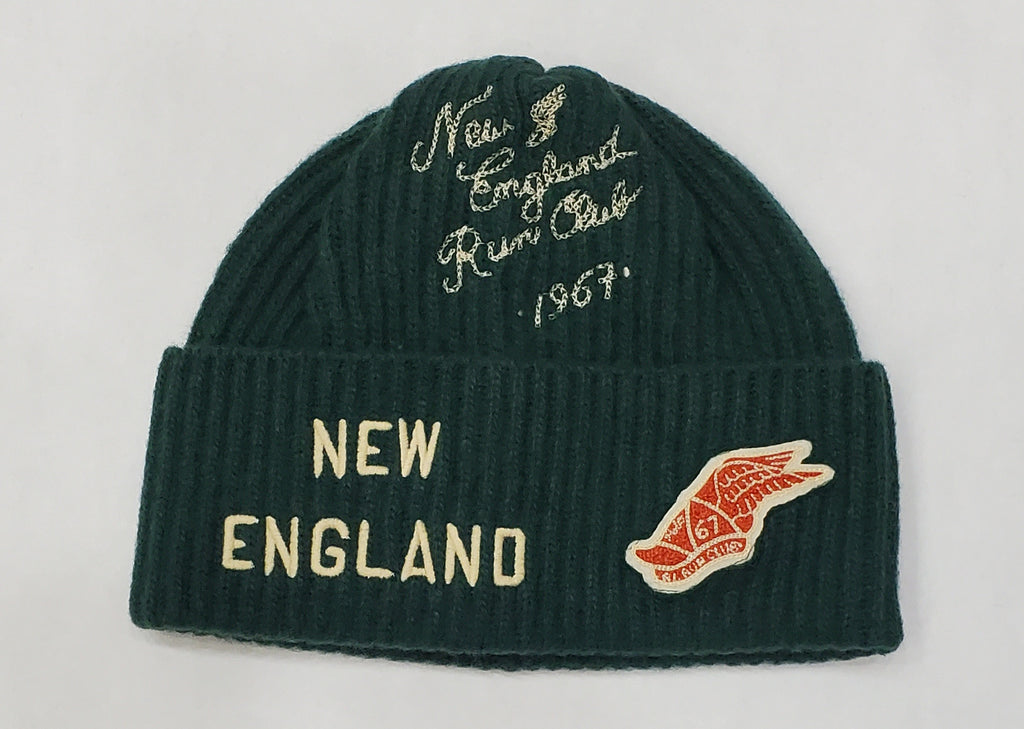 New
England
Run Club
1967.
NEW
ENGLAND
67